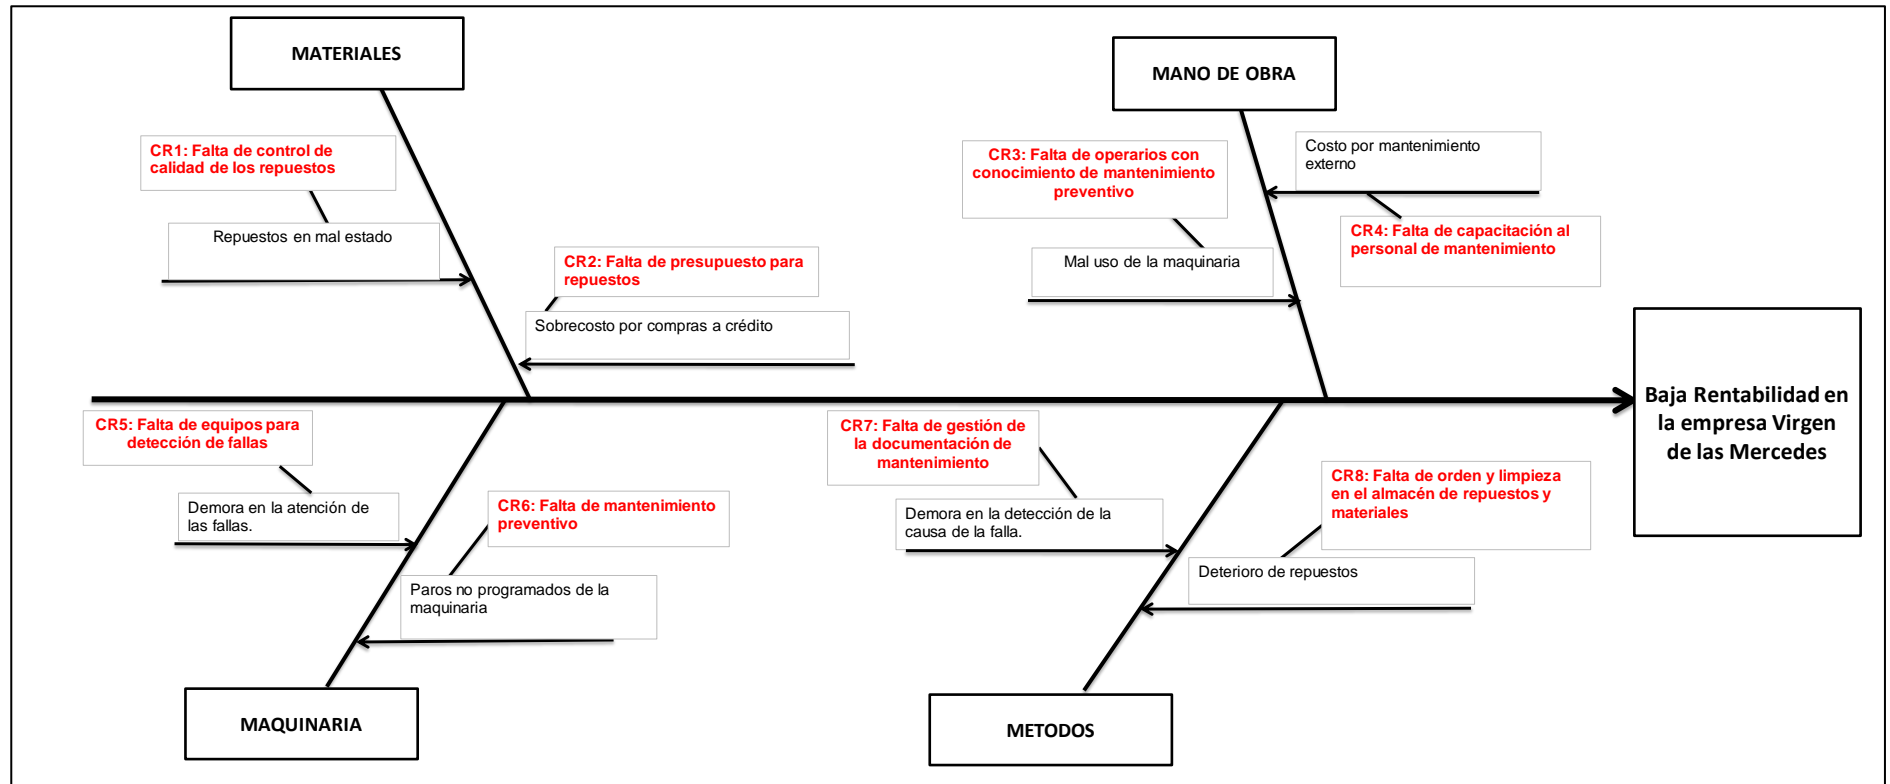 MATERIALES
MANO DE OBRA
CR1: Falta de control de
calidad de los repuestos
Repuestos en mal estado
CR2: Falta de presupuesto para
repuestos
Sobrecosto por compras a crédito
CR3: Falta de operarios con
conocimiento de mantenimiento
preventivo
Mal uso de la maquinaria
Costo por mantenimiento
externo
CR4: Falta de capacitación al
personal de mantenimiento
Baja Rentabilidad en
la empresa Virgen
de las Mercedes
CR5: Falta de equipos para
detección de fallas
Demora en la atención de
las fallas.
CR6: Falta de mantenimiento
preventivo
Paros no programados de la
maquinaria
CR7: Falta de gestión de
la documentación de
mantenimiento
Demora en la detección de la
causa de la falla.
CR8: Falta de orden y limpieza
en el almacén de repuestos y
materiales
Deterioro de repuestos
MAQUINARIA
METODOS